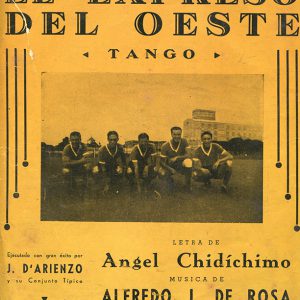 EL EXPRESO
DEL OESTE
TANGO
Ejecutado con gran éxito por
J. D'ARIENZO
y su Conjunto Típico
LETRA DE
Angel Chidíchimo
MUSICA DE
ALFREDO J. DE ROSA